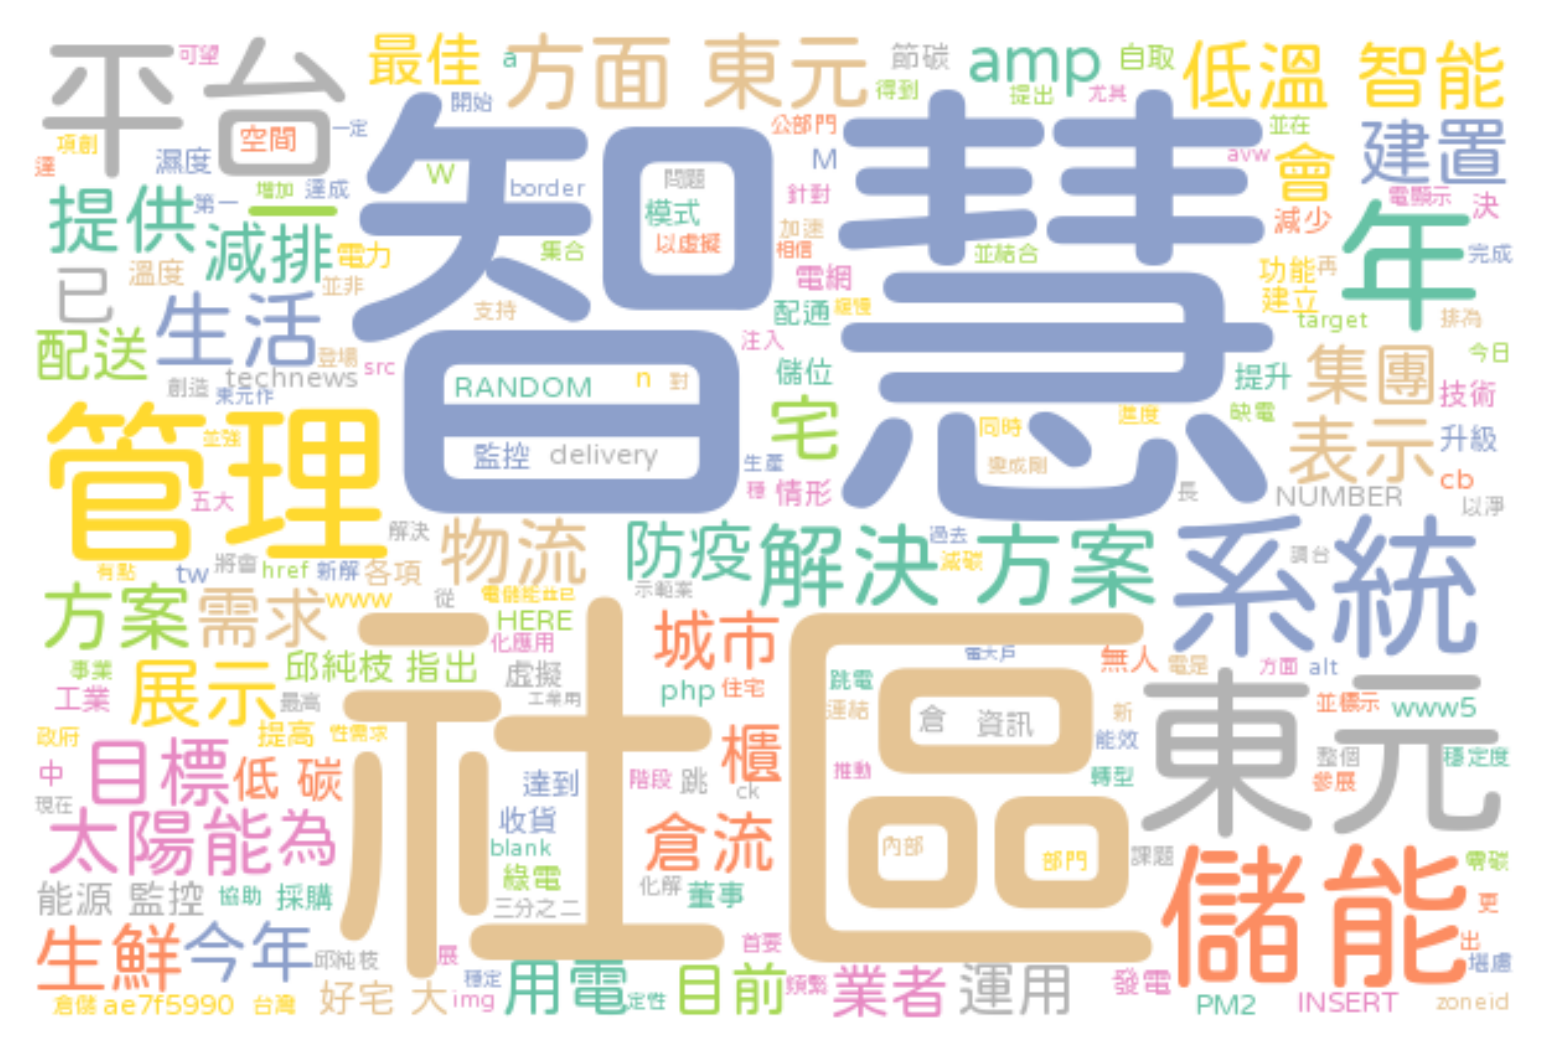 平台
可望
最佳
a
方面
東元
節碳
amp
自取
低溫
智能
得到
提出
尤其
開始
智慧
項創
達
空間
一定
濕度
公部門
並在
建置
M
avw
會
W
border
問題
增加
達成
針對
電顯示
決
提供
第一
一
模式
減少
年
加速
減排
電力
集合
以虛擬
相信
並結合
完成
已
溫度
並非
電網
功能
再
建立
生活
支持
配通
緩慢
target
排為
配送
登場
注入
集團
今日
創造
technews
src
東元作
RANDOM
n
對
儲位
提升
技術
管理
並強
宅
同時
進度
缺電
表示
升級
監控
delivery
生產
變成剛
cb
五大
種
情形
長
NUMBER
以淨
解決
物流
防疫
解決方案
過去
系統
減碳
調台
有點
tw
將會
href
新解
各項
示範案
方案
需求
www
從
電儲能並已
HERE
化應用
城市
社區
事業
邱純枝
指出
虛擬
電大戶
無人
電是
方面
alt
工業
展示
最高
工業用
php
住宅
跳電
東元
連結
倉
資訊
新
並標示
www5
政府
提高
性需求
櫃
能效
整個
穩定度
中
目標
低
碳
達到
階段
跳
ck
推動
轉型
參展
現在
太陽能為
收貨
倉流
blank
內部
部門
課題
儲能
零碳
能源
監控
協助
採購
綠電
三分之二
化解
董事
更
生鮮
今年
邱純枝
展
首要
出
堪慮
穩定
倉儲
ae7f5990
台灣
好宅
大
img
用電
定性
目前
頻繁
業者
運用
發電
PM2
INSERT
zoneid